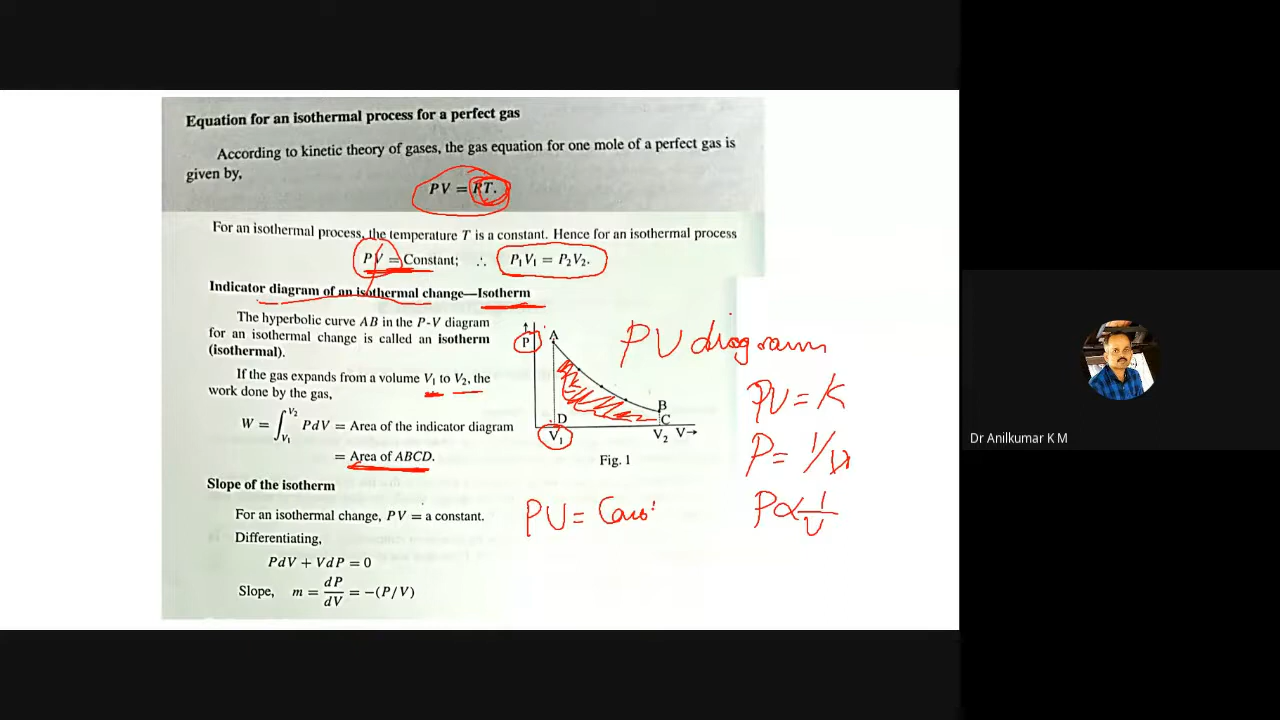 Equation for an isothermal process for a perfect gas
According to kinetic theory of gases, the gas equation for one mole of a perfect gas is
given by,
PV = RT.
For an isothermal process, the temperature T is a constant. Hence for an isothermal process
PV = Constant; ∴ P₁V₁ = P₂V₂.
Indicator diagram of an isothermal change—Isotherm
The hyperbolic curve AB in the P-V diagram
for an isothermal change is called an isotherm
(isothermal).
If the gas expands from a volume V₁ to V₂, the
work done by the gas,
W = ∫V₁V₂ PdV = Area of the indicator diagram
= Area of ABCD.
Slope of the isotherm
For an isothermal change, PV = a constant.
Differentiating,
PdV + VdP = 0
Slope, m = dP/dV = −(P/V)
P
A
B
D
C
V₁
V₂ V→
Fig. 1
PV diagram
PV = K
P = 1/V
P ∝ 1/V
PV =
Dr Anilkumar K M